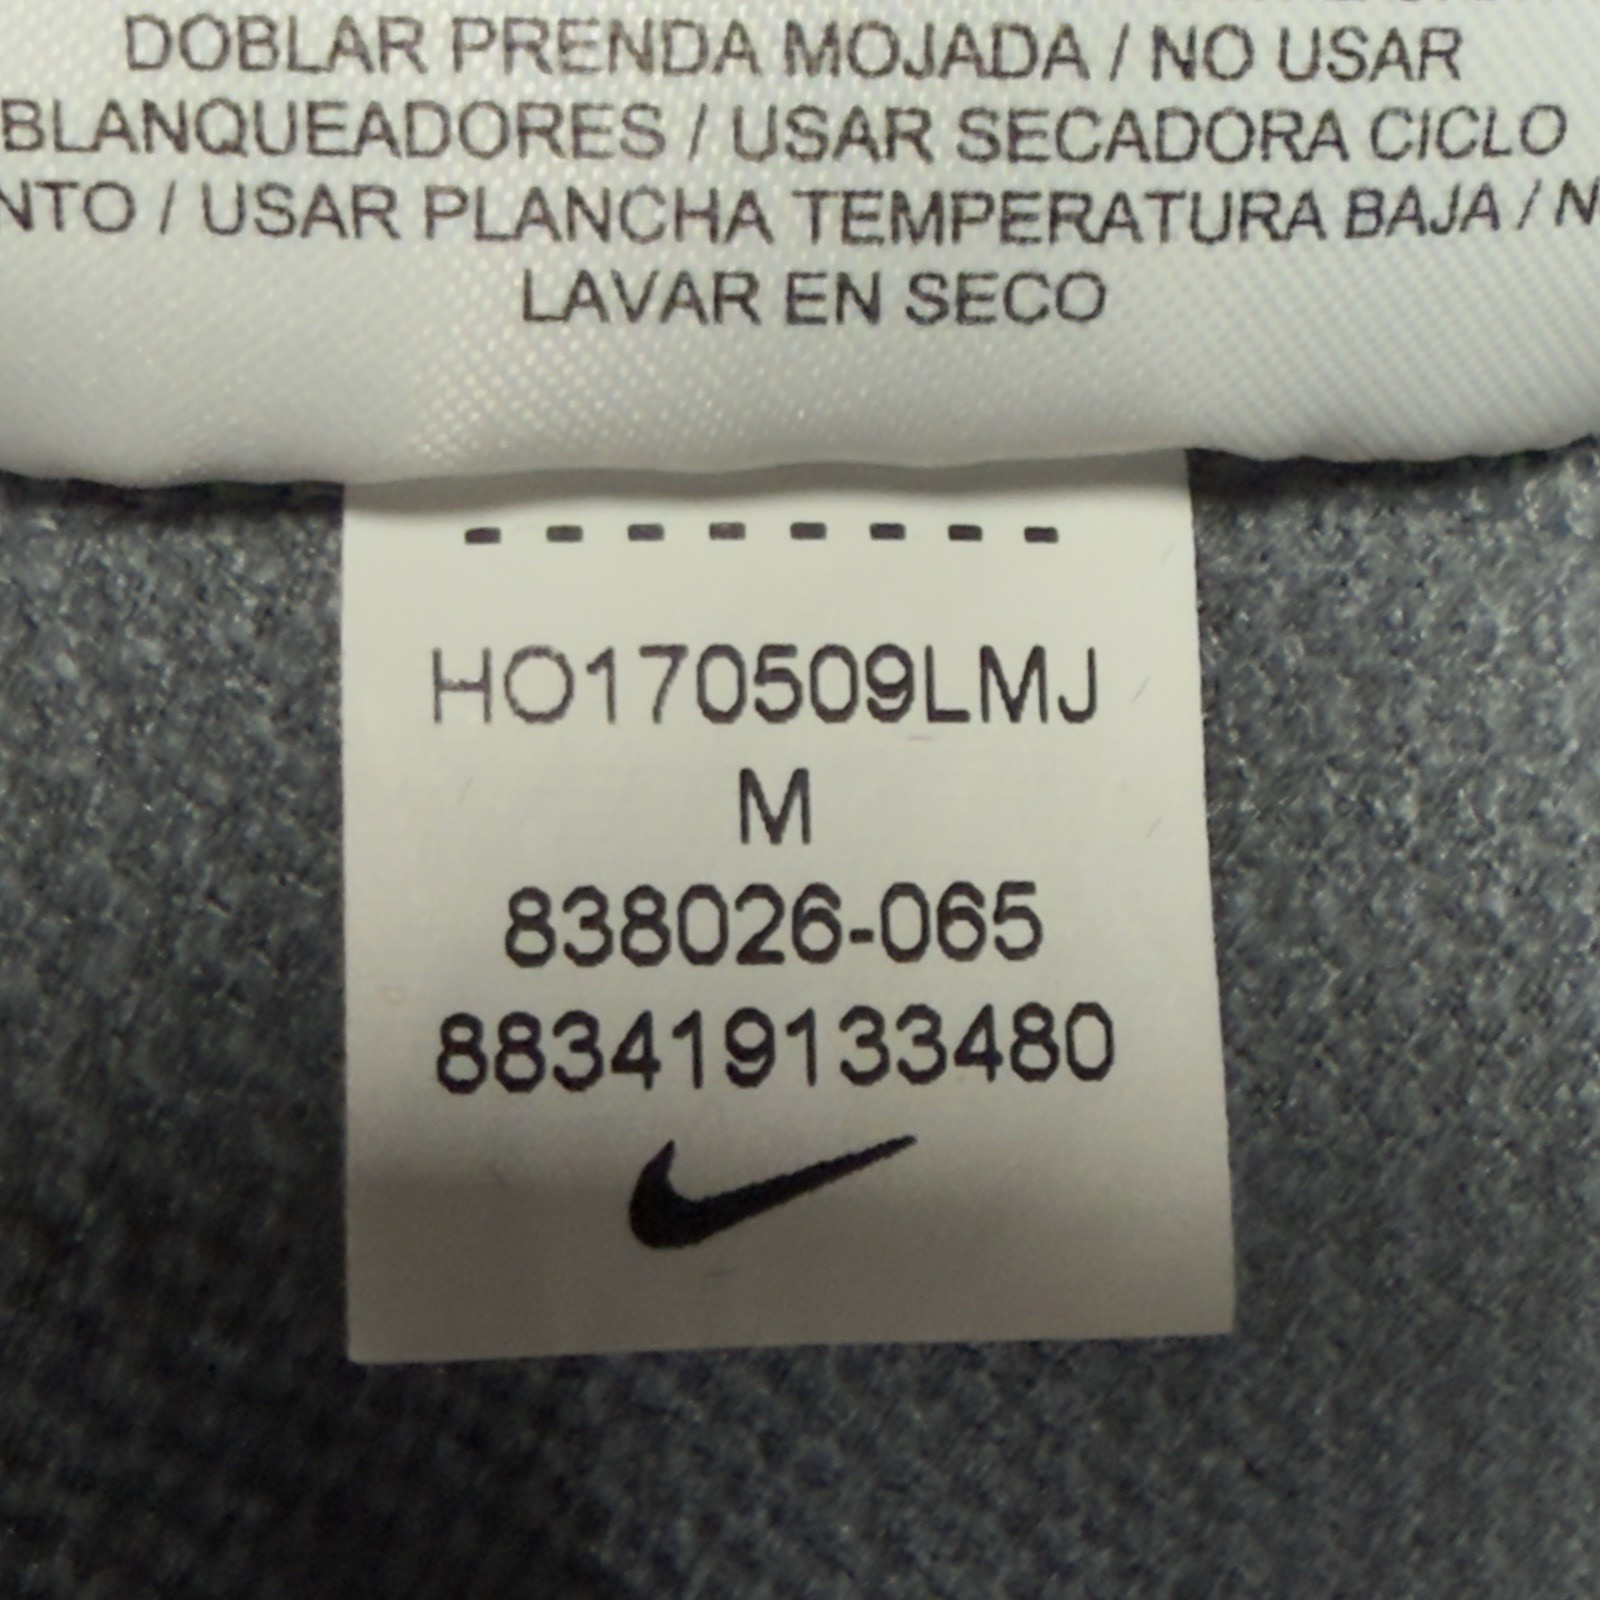 DOBLAR PRENDA MOJADA / NO USAR
BLANQUEADORES / USAR SECADORA CICLO
NTO / USAR PLANCHA TEMPERATURA BAJA / N
LAVAR EN SECO
HO170509LMJ
M
838026-065
883419133480